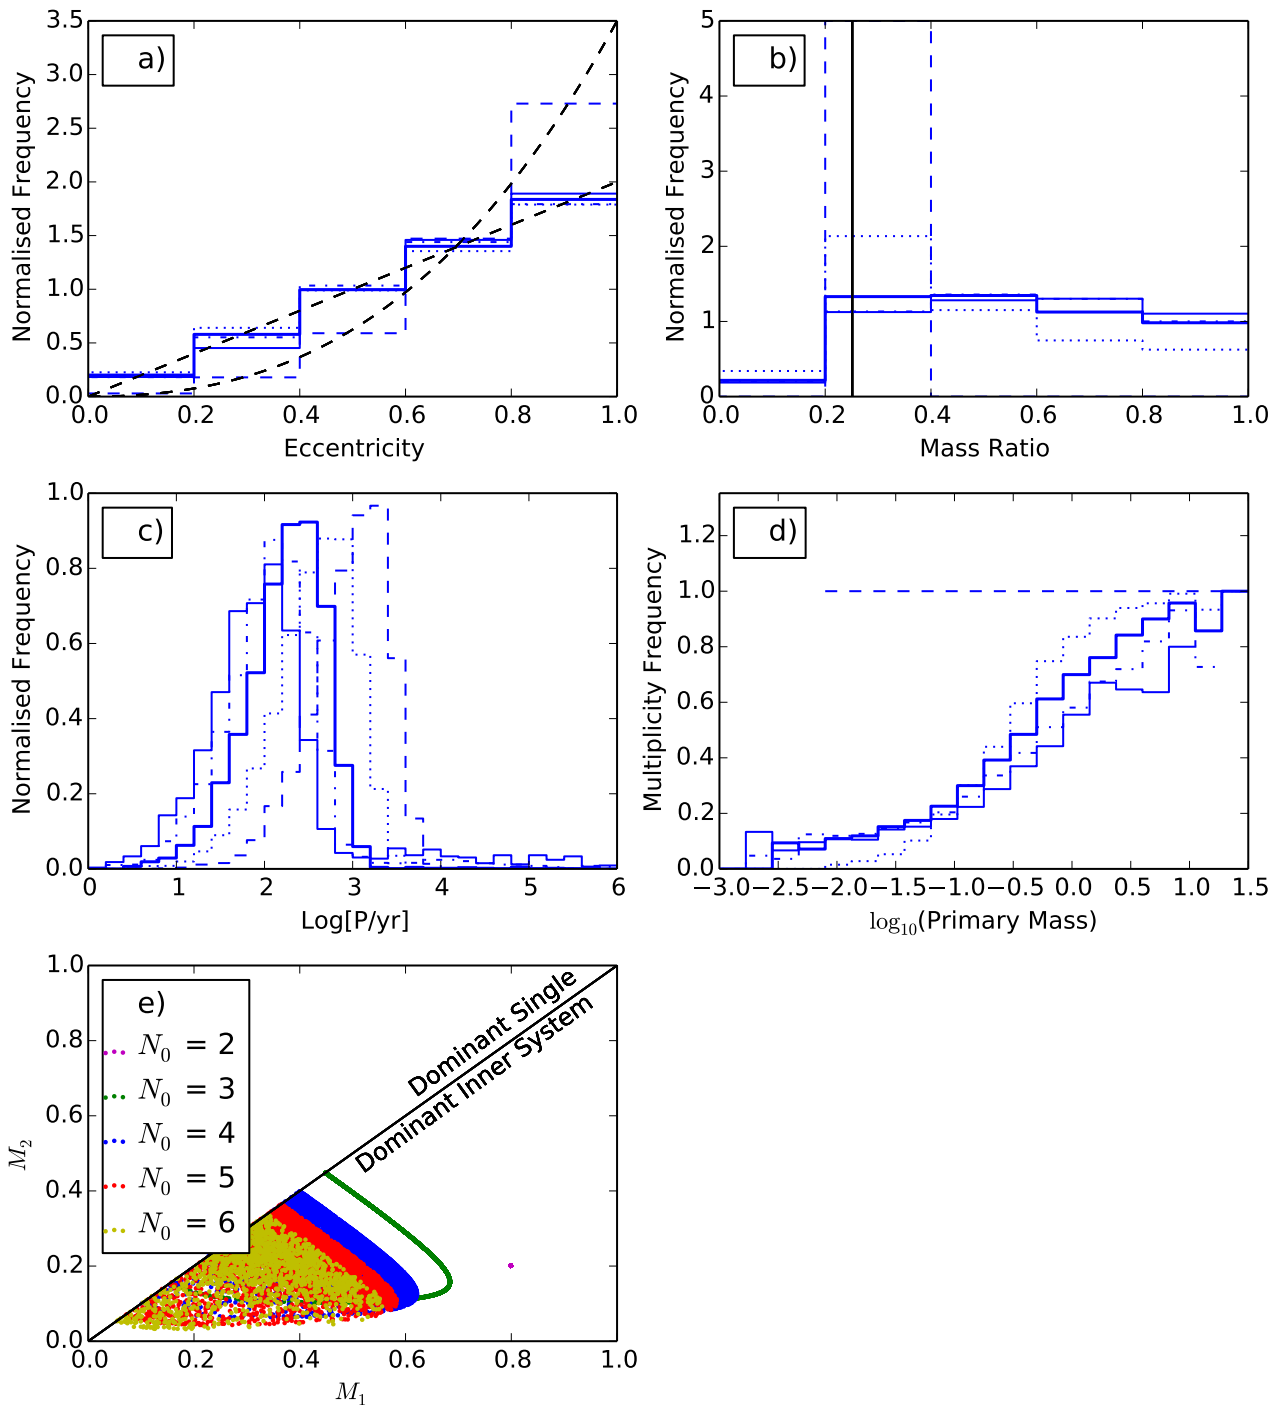 a)
3.5
3.0
2.5
2.0
1.5
1.0
0.5
0.0
Normalised Frequency
0.0 0.2 0.4 0.6 0.8 1.0
Eccentricity
b)
5
4
3
2
1
0
Normalised Frequency
0.0 0.2 0.4 0.6 0.8 1.0
Mass Ratio
c)
1.0
0.8
0.6
0.4
0.2
0.0
Normalised Frequency
0 1 2 3 4 5 6
Log[P/yr]
d)
1.2
1.0
0.8
0.6
0.4
0.2
0.0
Multiplicity Frequency
−3.0 −2.5 −2.0 −1.5 −1.0 −0.5 0.0 0.5 1.0 1.5
log₁₀(Primary Mass)
e)
N₀ = 2
N₀ = 3
N₀ = 4
N₀ = 5
N₀ = 6
Dominant Single
Dominant Inner System
1.0
0.8
0.6
0.4
0.2
0.0
M₂
0.0 0.2 0.4 0.6 0.8 1.0
M₁